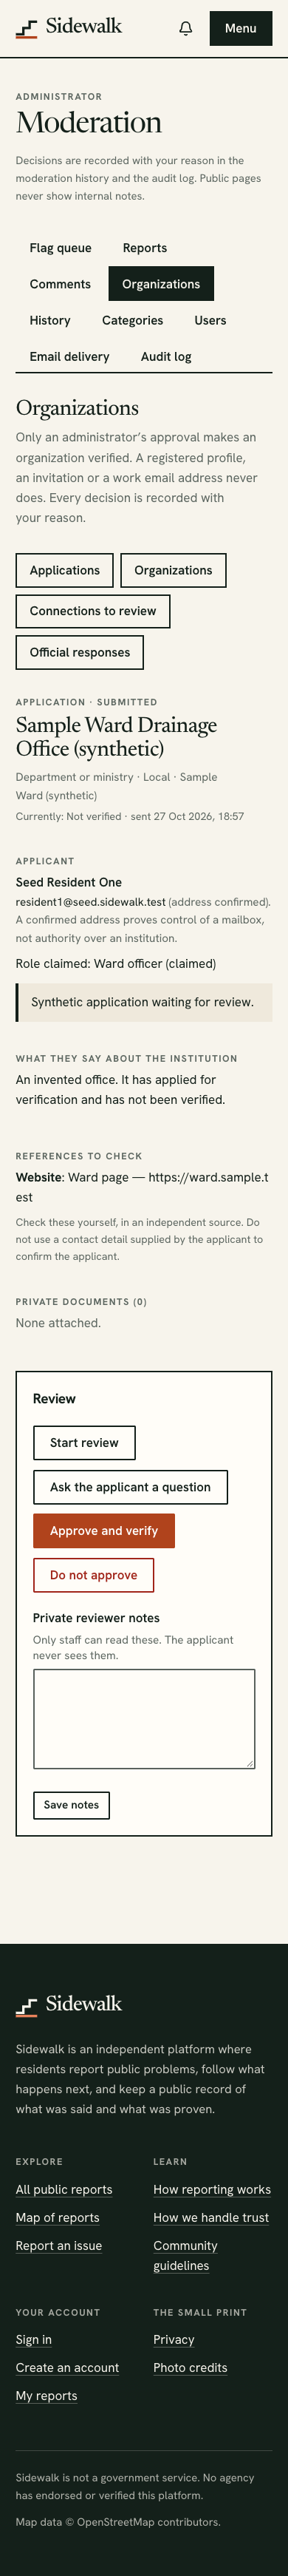 Sidewalk
Menu
ADMINISTRATOR
Moderation
Decisions are recorded with your reason in the
moderation history and the audit log. Public pages
never show internal notes.
Flag queue Reports
Comments Organizations
History Categories Users
Email delivery Audit log
Organizations
Only an administrator’s approval makes an
organization verified. A registered profile,
an invitation or a work email address never
does. Every decision is recorded with
your reason.
Applications Organizations
Connections to review
Official responses
APPLICATION · SUBMITTED
Sample Ward Drainage
Office (synthetic)
Department or ministry · Local · Sample
Ward (synthetic)
Currently: Not verified · sent 27 Oct 2026, 18:57
APPLICANT
Seed Resident One
resident1@seed.sidewalk.test (address confirmed).
A confirmed address proves control of a mailbox,
not authority over an institution.
Role claimed: Ward officer (claimed)
Synthetic application waiting for review.
WHAT THEY SAY ABOUT THE INSTITUTION
An invented office. It has applied for
verification and has not been verified.
REFERENCES TO CHECK
Website: Ward page — https://ward.sample.t
est
Check these yourself, in an independent source. Do
not use a contact detail supplied by the applicant to
confirm the applicant.
PRIVATE DOCUMENTS (0)
None attached.
Review
Start review
Ask the applicant a question
Approve and verify
Do not approve
Private reviewer notes
Only staff can read these. The applicant
never sees them.
Save notes
Sidewalk
Sidewalk is an independent platform where
residents report public problems, follow what
happens next, and keep a public record of
what was said and what was proven.
EXPLORE
All public reports
Map of reports
Report an issue
LEARN
How reporting works
How we handle trust
Community
guidelines
YOUR ACCOUNT
Sign in
Create an account
My reports
THE SMALL PRINT
Privacy
Photo credits
Sidewalk is not a government service. No agency
has endorsed or verified this platform.
Map data © OpenStreetMap contributors.